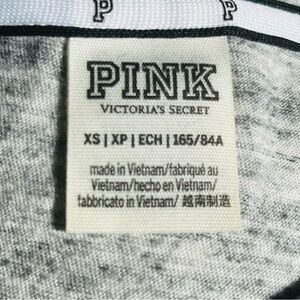 P P
PINK
VICTORIA'S SECRET
XS | XP | ECH | 165/84A
made in Vietnam/fabriqué au
Vietnam/hecho en Vietnam/
fabbricato in Vietnam/ 越南制造